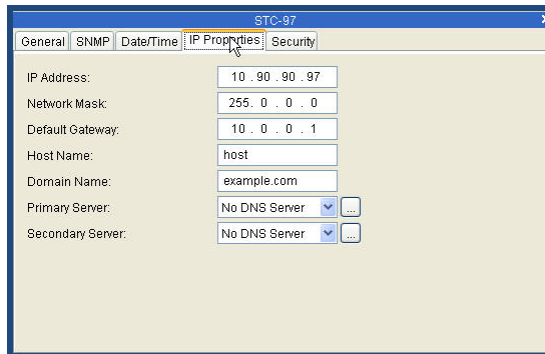 STC-97
General SNMP Date/Time IP Properties Security
IP Address: 10 . 90 . 90 . 97
Network Mask: 255 . 0 . 0 . 0
Default Gateway: 10 . 0 . 0 . 1
Host Name: host
Domain Name: example.com
Primary Server: No DNS Server ...
Secondary Server: No DNS Server ...